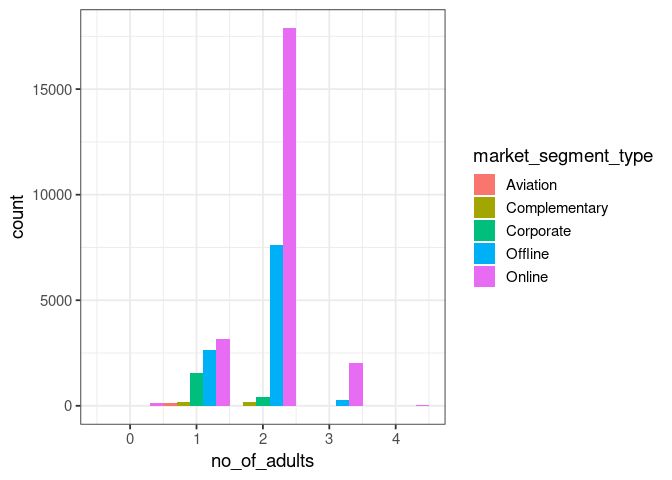 15000
10000
5000
0
count
0 1 2 3 4
no_of_adults
market_segment_type
Aviation
Complementary
Corporate
Offline
Online